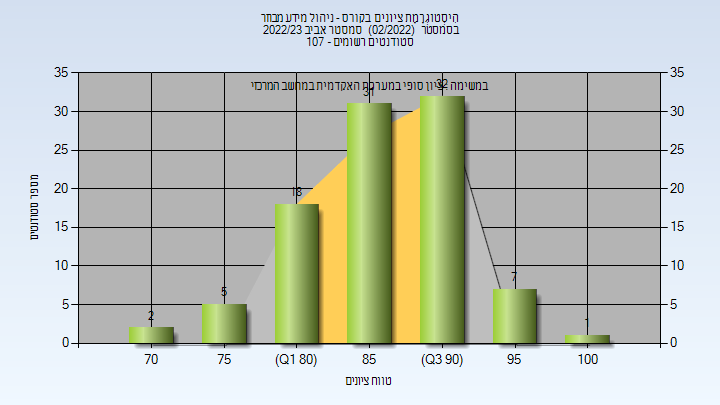 היסטוגרמת ציונים בקורס - ניהול מידע מבוזר
בסמסטר (02/2022) סמסטר אביב 2022/23
סטודנטים רשומים - 107
במשימה ציון סופי במערכת האקדמית במחשב המרכזי
35 35
30 30
25 25
20 20
15 15
10 10
5 5
0 0
2 5 18 31 32 7 1
70 75 (Q1 80) 85 (Q3 90) 95 100
מספר סטודנטים
טווח ציונים